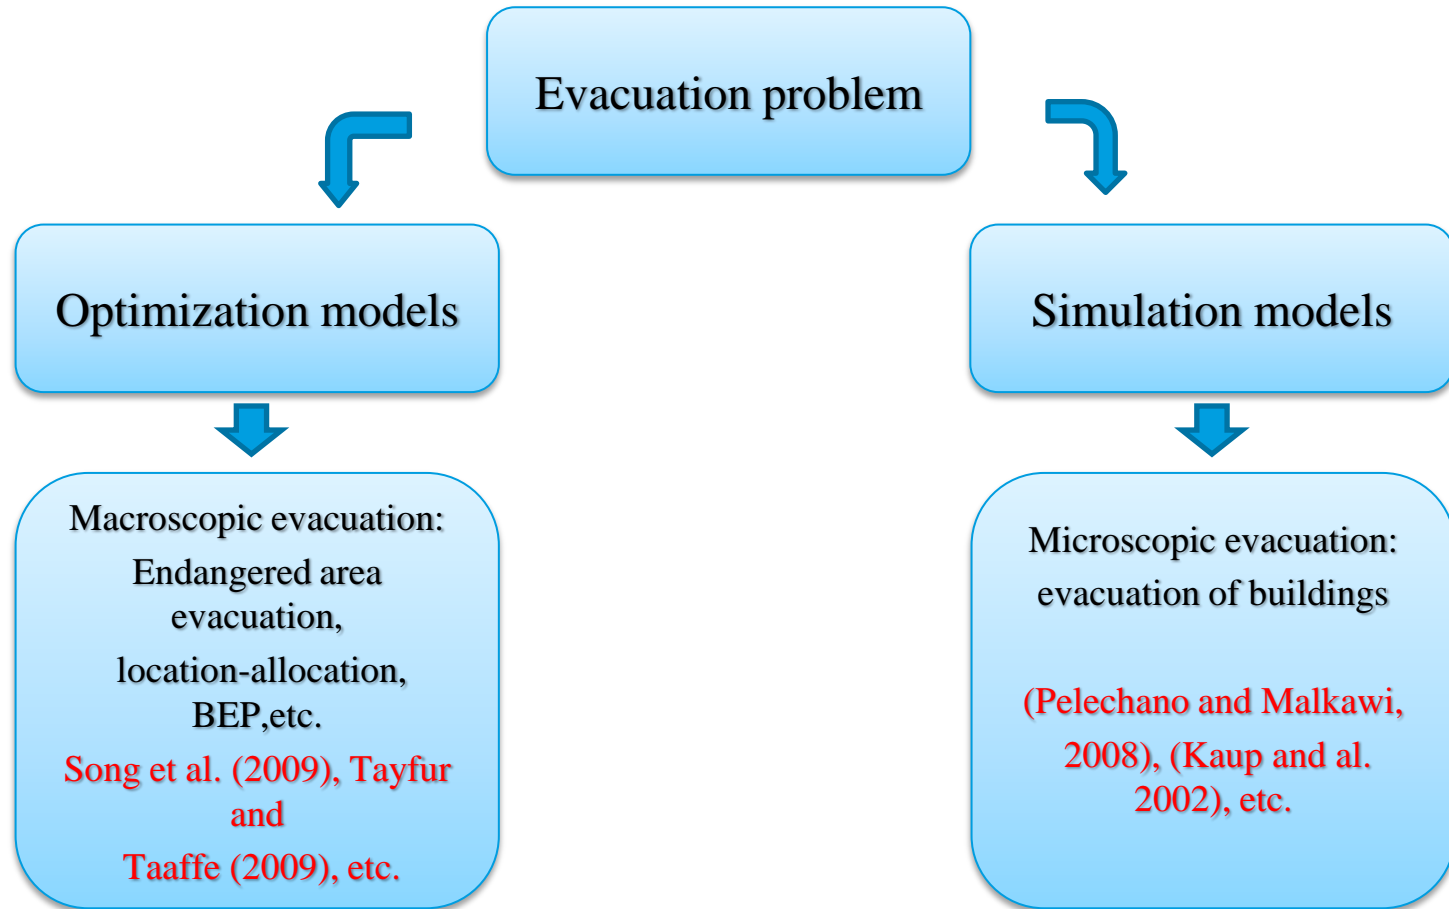 Evacuation problem
Optimization models
Simulation models
Macroscopic evacuation:
Endangered area
evacuation,
location-allocation,
BEP,etc.
Song et al. (2009), Tayfur
and
Taaffe (2009), etc.
Microscopic evacuation:
evacuation of buildings
(Pelechano and Malkawi,
2008), (Kaup and al.
2002), etc.